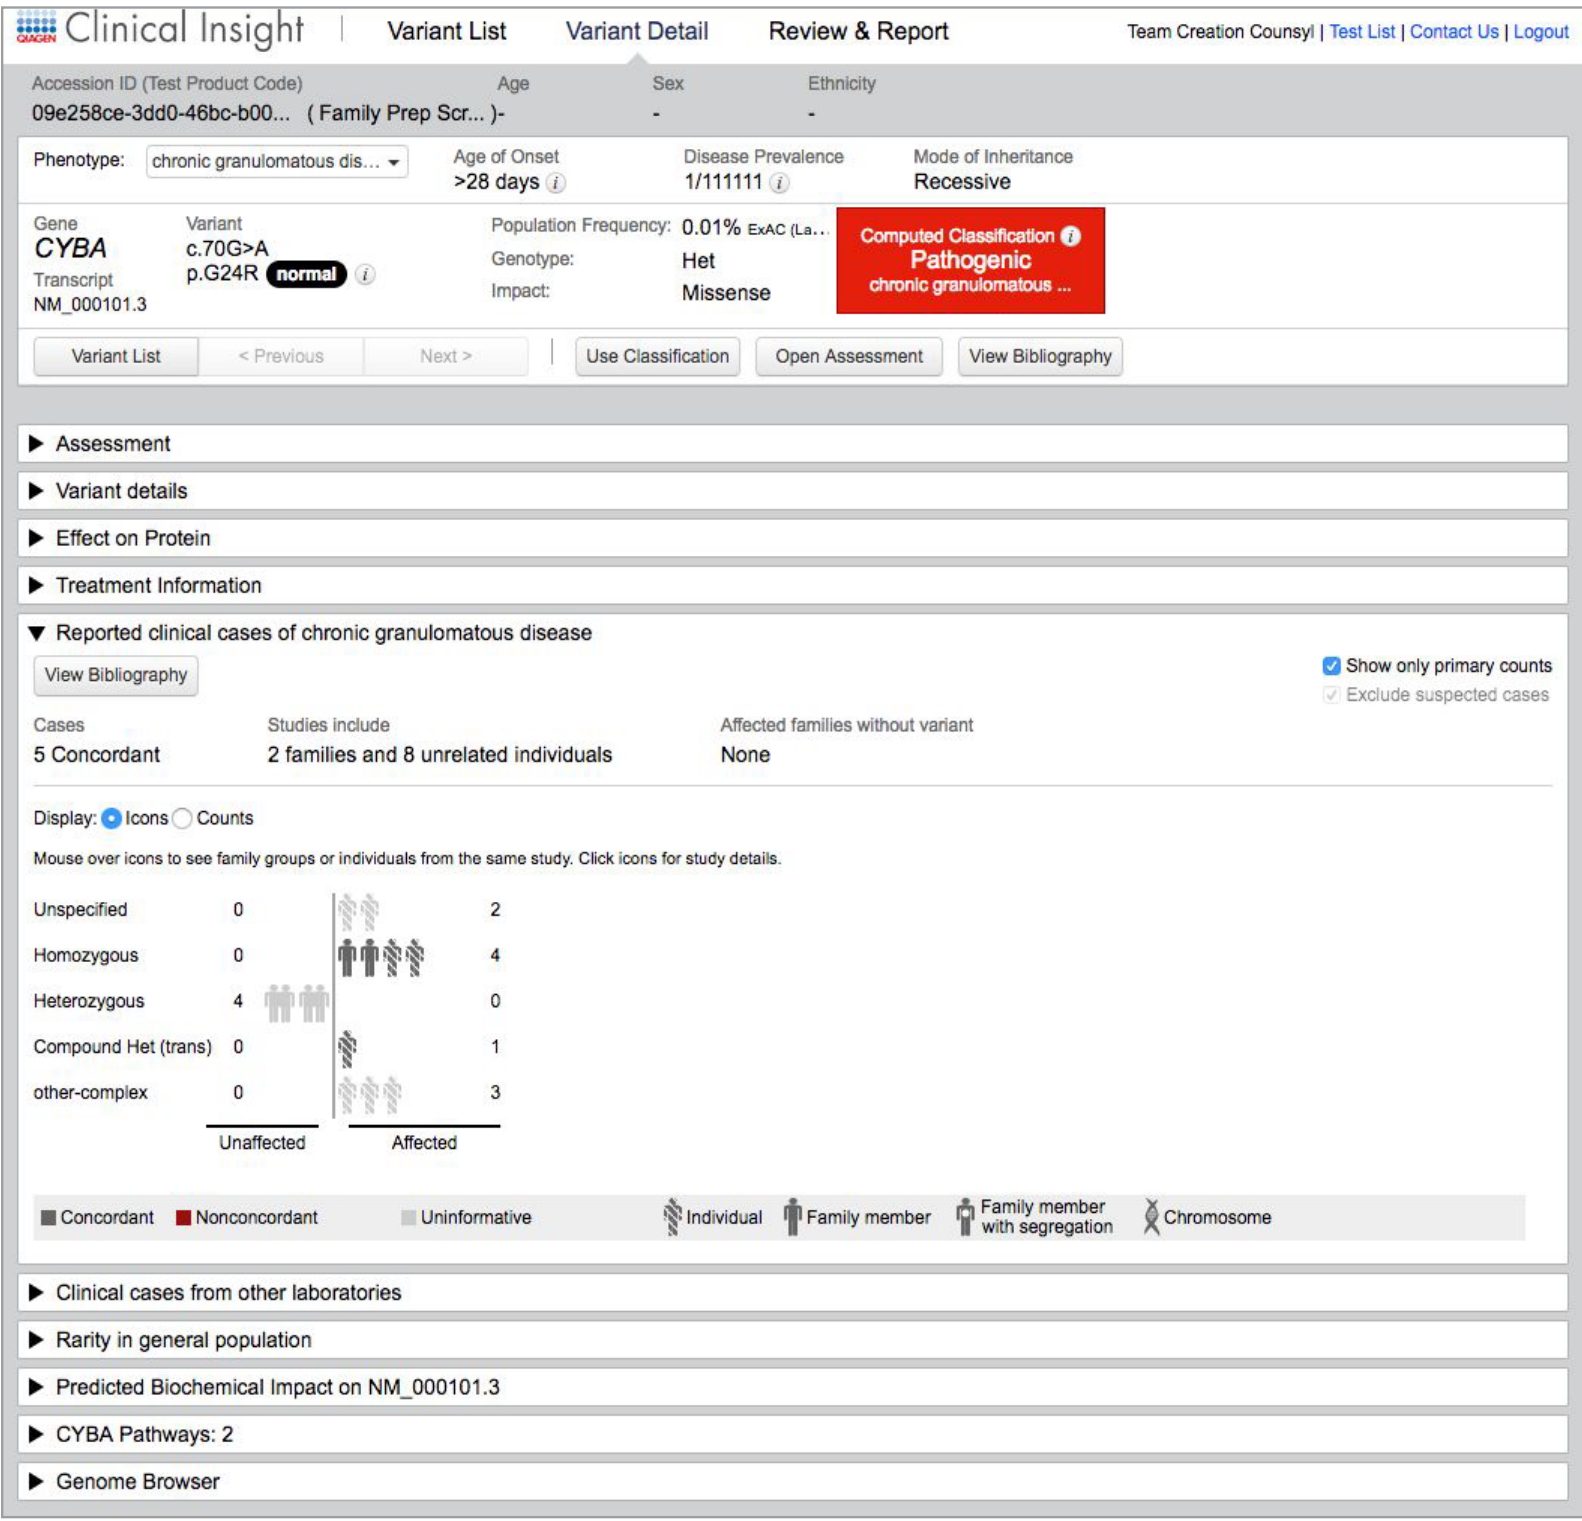 QIAGEN Clinical Insight | Variant List Variant Detail Review & Report Team Creation Counsyl | Test List | Contact Us | Logout
Accession ID (Test Product Code) Age Sex Ethnicity
09e258ce-3dd0-46bc-b00... ( Family Prep Scr... )- - -
Phenotype: chronic granulomatous dis... Age of Onset Disease Prevalence Mode of Inheritance
>28 days i 1/111111 i Recessive
Gene Variant Population Frequency: 0.01% ExAC (La... Computed Classification i
CYBA c.70G>A Genotype: Het Pathogenic
Transcript p.G24R normal i Impact: Missense chronic granulomatous ...
NM_000101.3
Variant List < Previous Next > | Use Classification Open Assessment View Bibliography
Assessment
Variant details
Effect on Protein
Treatment Information
Reported clinical cases of chronic granulomatous disease
View Bibliography Show only primary counts
Exclude suspected cases
Cases Studies include Affected families without variant
5 Concordant 2 families and 8 unrelated individuals None
Display: Icons Counts
Mouse over icons to see family groups or individuals from the same study. Click icons for study details.
Unspecified 0 2
Homozygous 0 4
Heterozygous 4 0
Compound Het (trans) 0 1
other-complex 0 3
Unaffected Affected
Concordant Nonconcordant Uninformative Individual Family member Family member with segregation Chromosome
Clinical cases from other laboratories
Rarity in general population
Predicted Biochemical Impact on NM_000101.3
CYBA Pathways: 2
Genome Browser